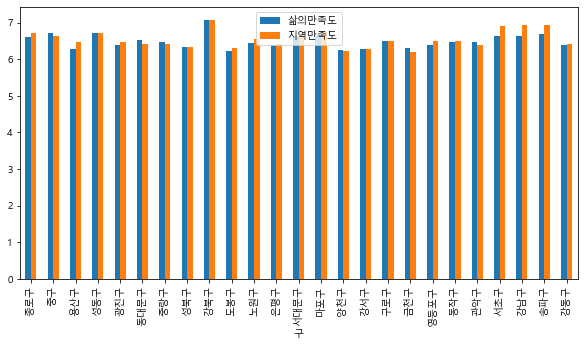 삶의만족도
지역만족도
7
6
5
4
3
2
1
0
종로구
중구
용산구
성동구
광진구
동대문구
중랑구
성북구
강북구
도봉구
노원구
은평구
서대문구
마포구
양천구
강서구
구로구
금천구
영등포구
동작구
관악구
서초구
강남구
송파구
강동구
구